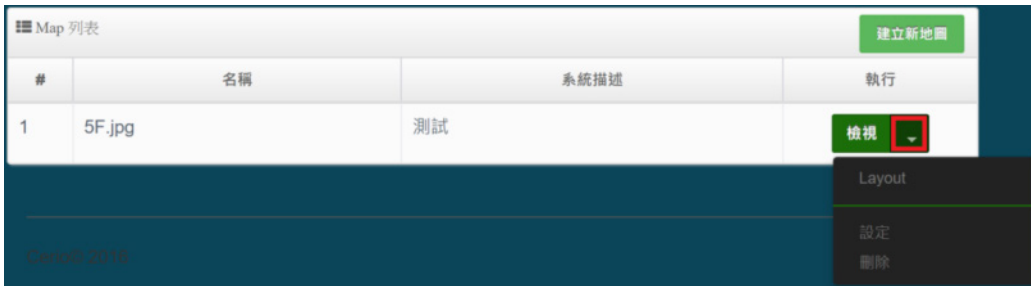 Map 列表
建立新地圖
# 名稱 系統描述 執行
1 5F.jpg 測試 檢視
Layout
設定
刪除